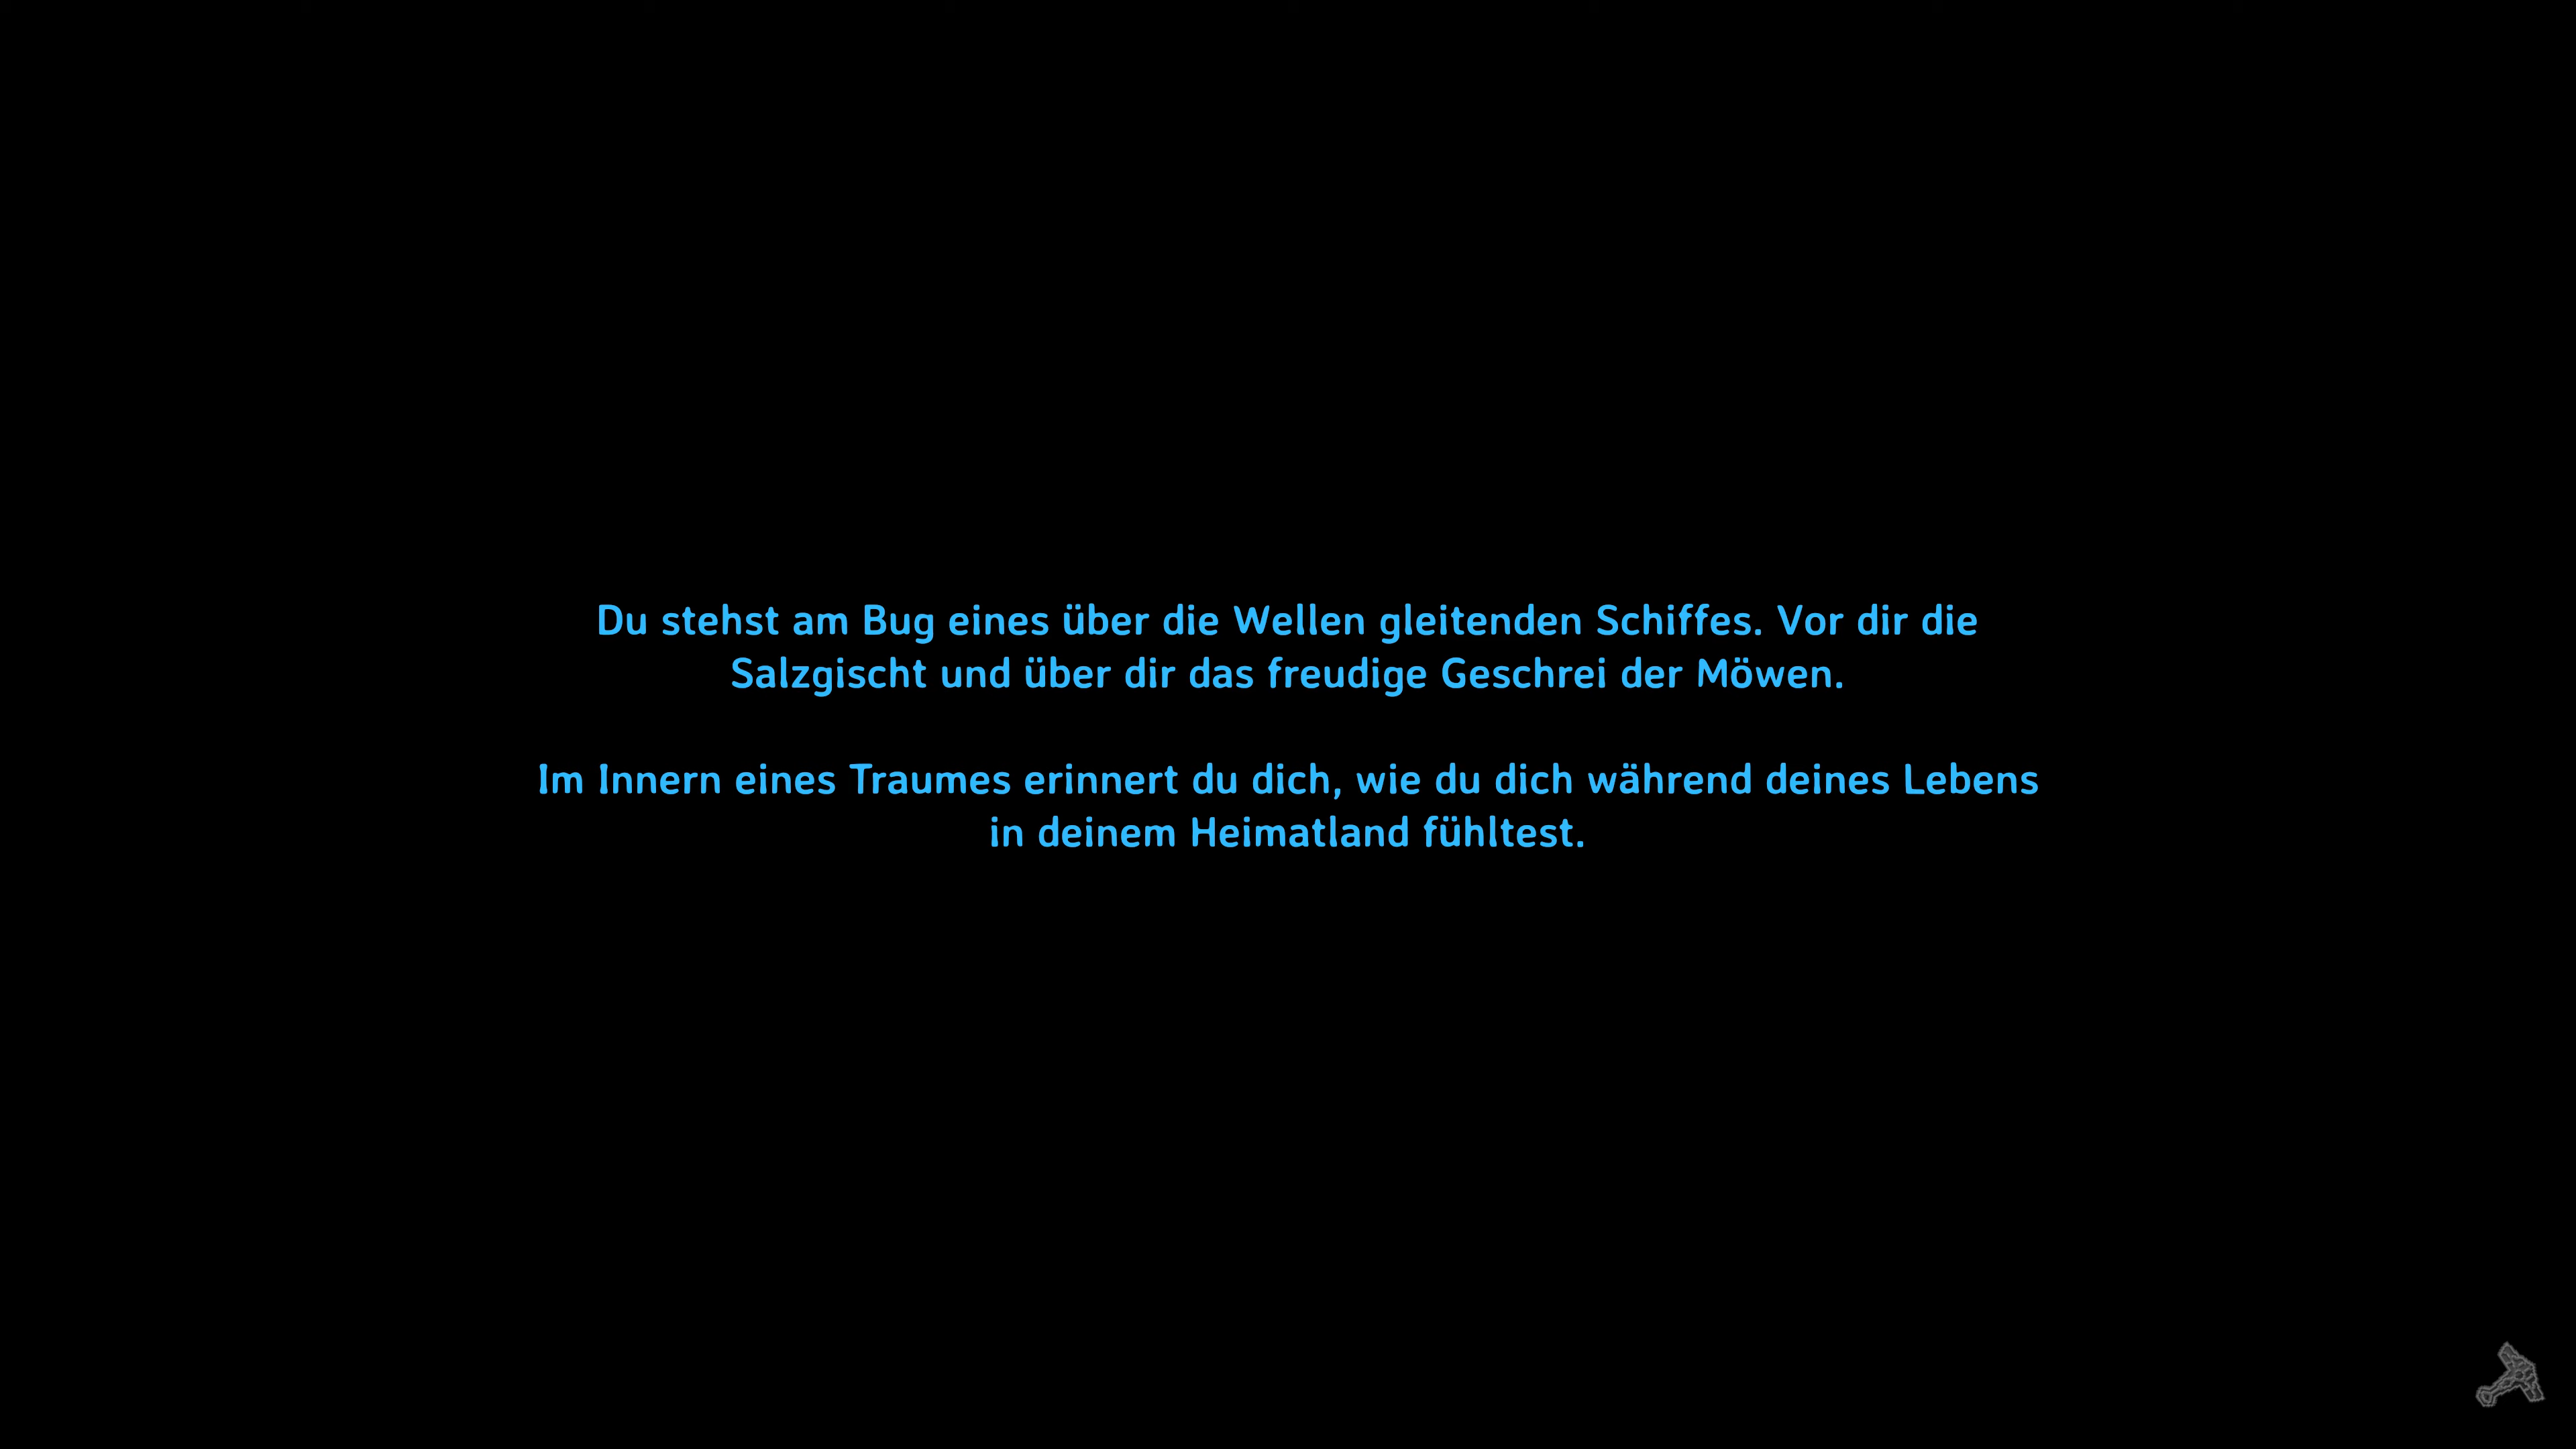 Du stehst am Bug eines über die Wellen gleitenden Schiffes. Vor dir die
Salzgischt und über dir das freudige Geschrei der Möwen.
Im Innern eines Traumes erinnert du dich, wie du dich während deines Lebens
in deinem Heimatland fühltest.